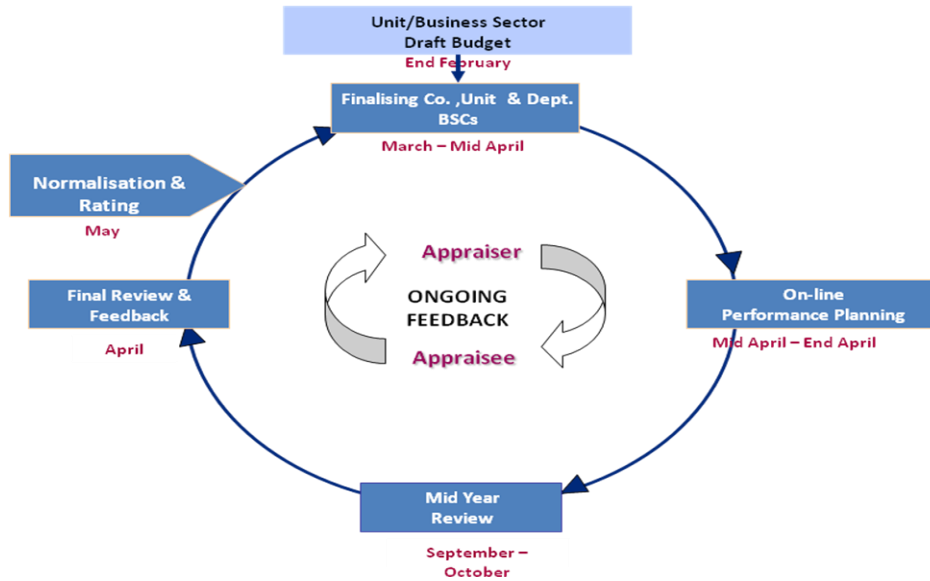 Unit/Business Sector
Draft Budget
End February
Finalising Co. ,Unit & Dept.
BSCs
March – Mid April
Normalisation &
Rating
May
Appraiser
ONGOING
FEEDBACK
Appraisee
Final Review &
Feedback
April
On-line
Performance Planning
Mid April – End April
Mid Year
Review
September –
October